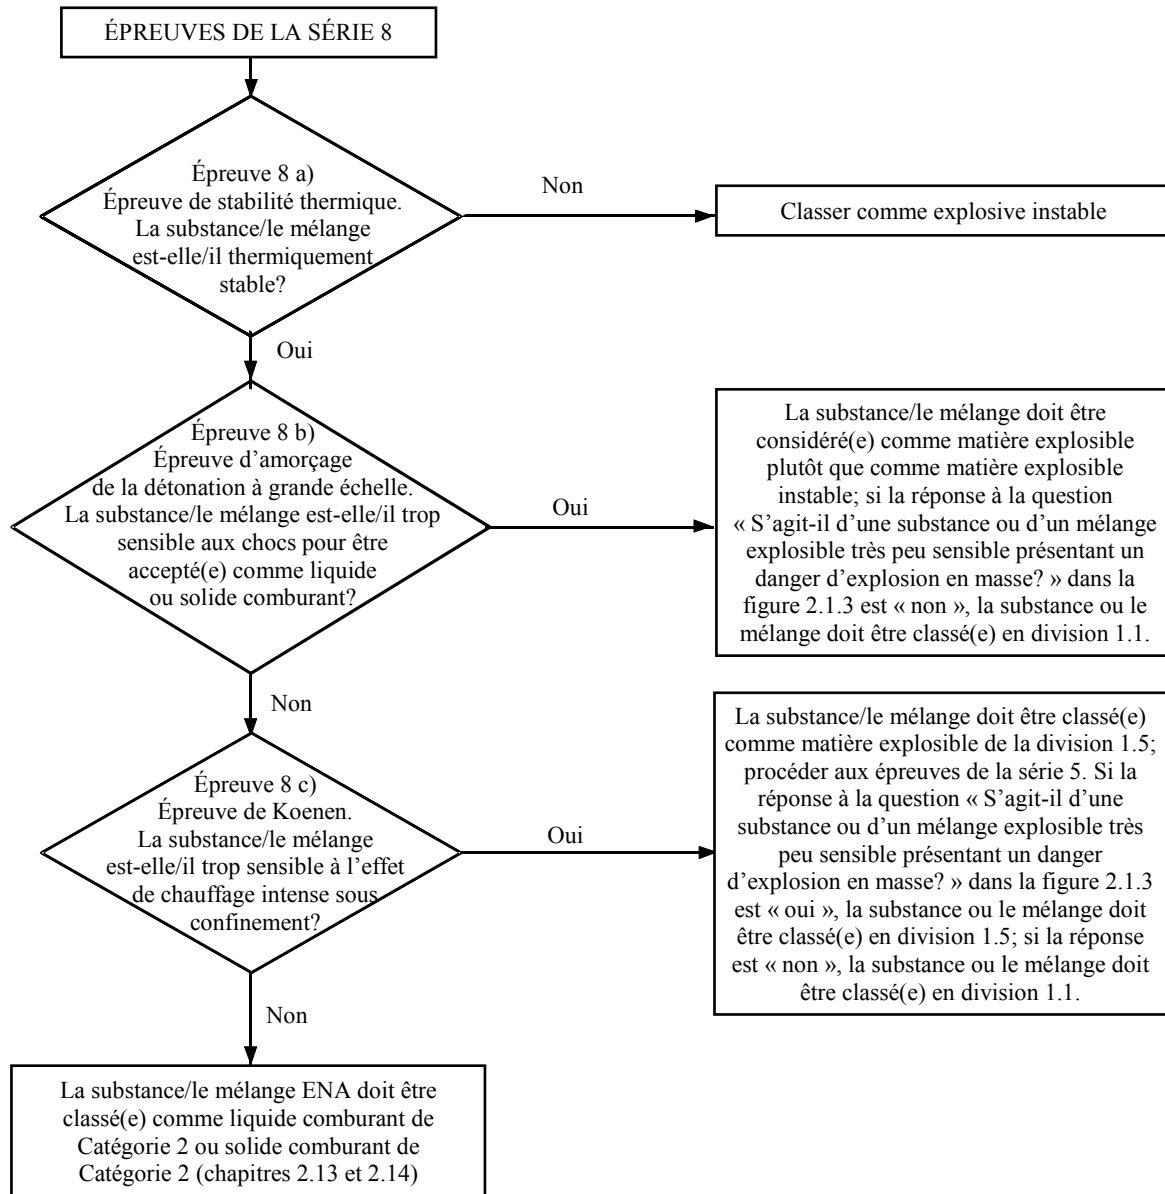 ÉPREUVES DE LA SÉRIE 8
Épreuve 8 a)
Épreuve de stabilité thermique.
La substance/le mélange
est-elle/il thermiquement
stable?
Non
Classer comme explosive instable
Oui
Épreuve 8 b)
Épreuve d’amorçage
de la détonation à grande échelle.
La substance/le mélange est-elle/il trop
sensible aux chocs pour être
accepté(e) comme liquide
ou solide comburant?
Oui
La substance/le mélange doit être
considéré(e) comme matière explosible
plutôt que comme matière explosible
instable; si la réponse à la question
« S’agit-il d’une substance ou d’un mélange
explosible très peu sensible présentant un
danger d’explosion en masse? » dans la
figure 2.1.3 est « non », la substance ou le
mélange doit être classé(e) en division 1.1.
Non
Épreuve 8 c)
Épreuve de Koenen.
La substance/le mélange
est-elle/il trop sensible à l’effet
de chauffage intense sous
confinement?
Oui
La substance/le mélange doit être classé(e)
comme matière explosible de la division 1.5;
procéder aux épreuves de la série 5. Si la
réponse à la question « S’agit-il d’une
substance ou d’un mélange explosible très
peu sensible présentant un danger
d’explosion en masse? » dans la figure 2.1.3
est « oui », la substance ou le mélange doit
être classé(e) en division 1.5; si la réponse
est « non », la substance ou le mélange doit
être classé(e) en division 1.1.
Non
La substance/le mélange ENA doit être
classé(e) comme liquide comburant de
Catégorie 2 ou solide comburant de
Catégorie 2 (chapitres 2.13 et 2.14)